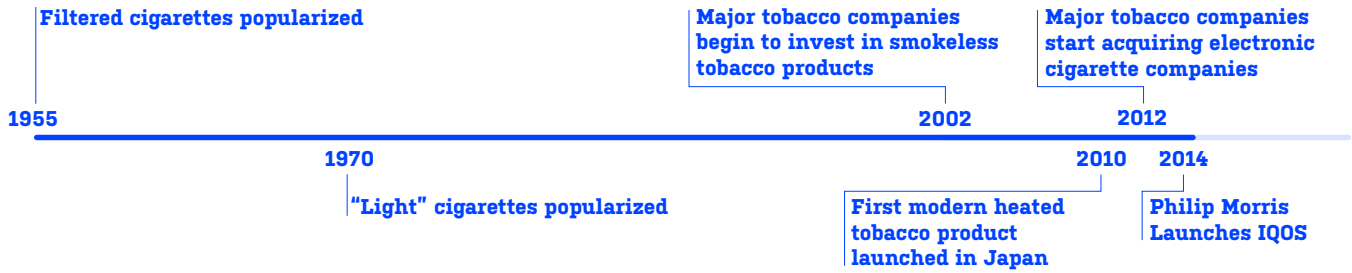 Filtered cigarettes popularized
Major tobacco companies
begin to invest in smokeless
tobacco products
Major tobacco companies
start acquiring electronic
cigarette companies
1955
2002
2012
1970
2010
2014
"Light" cigarettes popularized
First modern heated
tobacco product
launched in Japan
Philip Morris
Launches IQOS